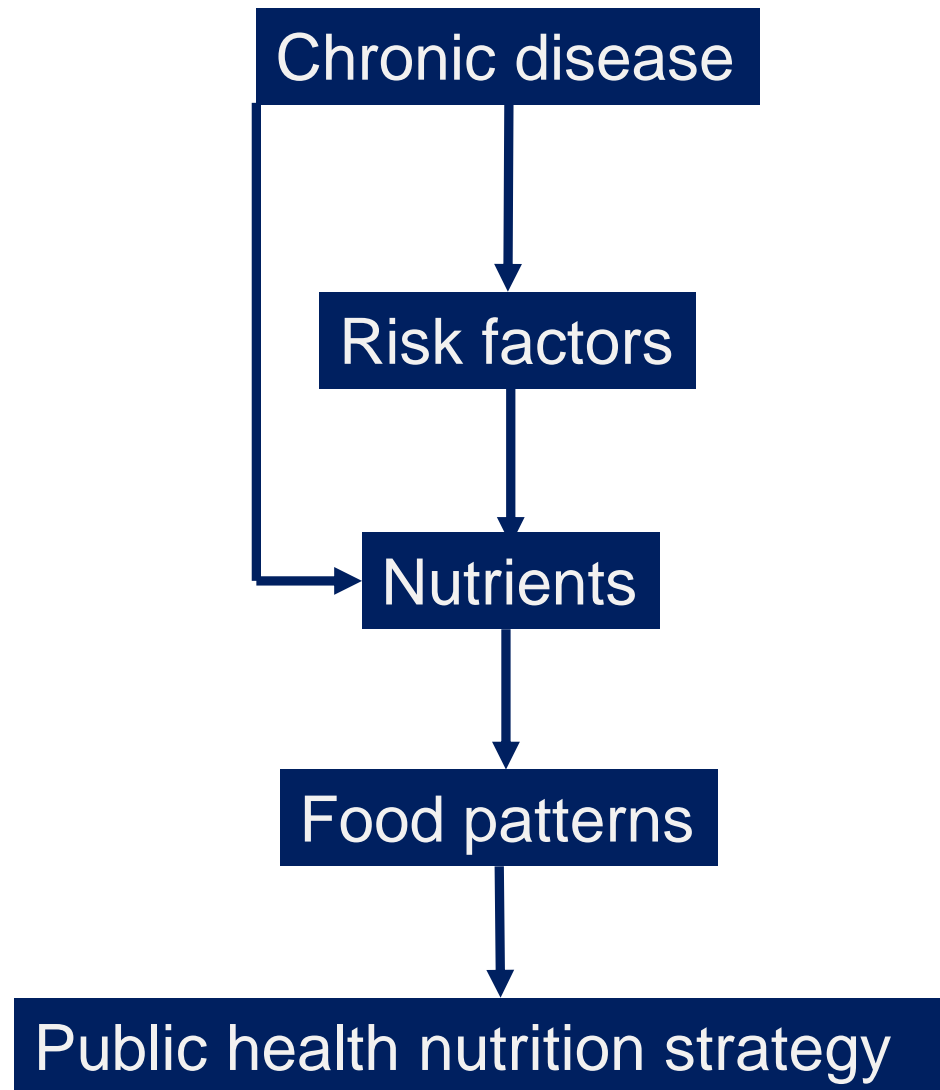 Chronic disease
Risk factors
Nutrients
Food patterns
Public health nutrition strategy